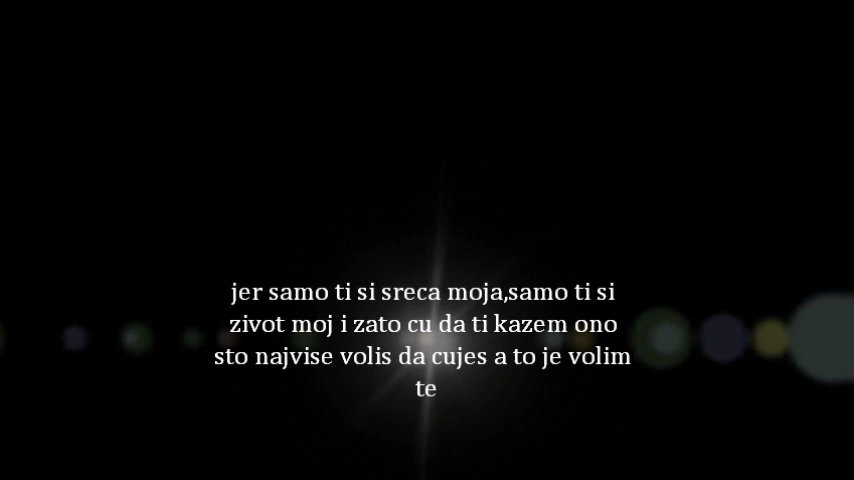 jer samo ti si sreca moja,samo ti si
zivot moj i zato cu da ti kazem ono
sto najvise volis da cujes a to je volim
te